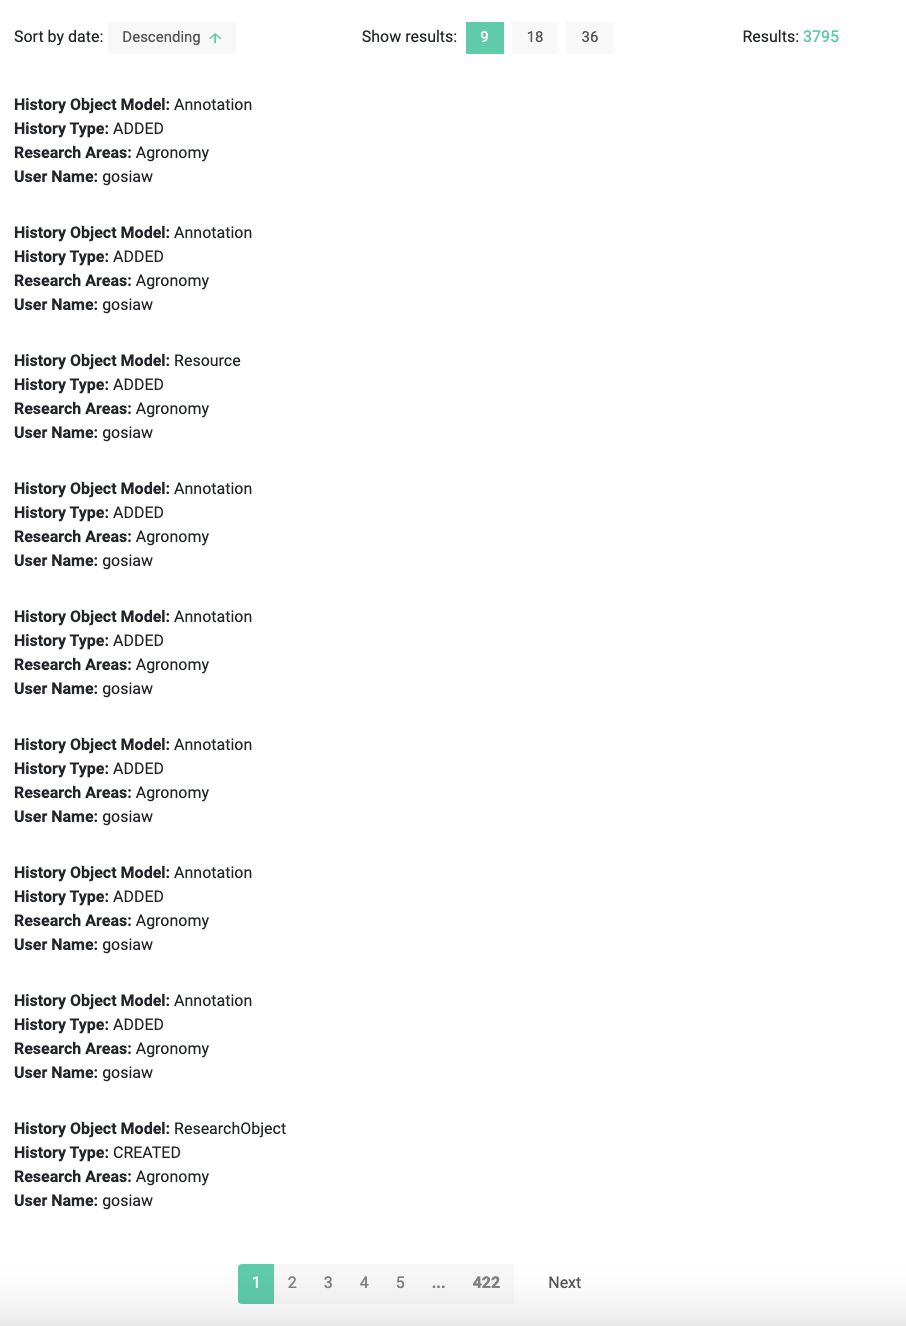 Sort by date: Descending ↑ Show results: 9 18 36 Results: 3795
History Object Model: Annotation
History Type: ADDED
Research Areas: Agronomy
User Name: gosiaw
History Object Model: Annotation
History Type: ADDED
Research Areas: Agronomy
User Name: gosiaw
History Object Model: Resource
History Type: ADDED
Research Areas: Agronomy
User Name: gosiaw
History Object Model: Annotation
History Type: ADDED
Research Areas: Agronomy
User Name: gosiaw
History Object Model: Annotation
History Type: ADDED
Research Areas: Agronomy
User Name: gosiaw
History Object Model: Annotation
History Type: ADDED
Research Areas: Agronomy
User Name: gosiaw
History Object Model: Annotation
History Type: ADDED
Research Areas: Agronomy
User Name: gosiaw
History Object Model: Annotation
History Type: ADDED
Research Areas: Agronomy
User Name: gosiaw
History Object Model: ResearchObject
History Type: CREATED
Research Areas: Agronomy
User Name: gosiaw
1 2 3 4 5 ... 422 Next